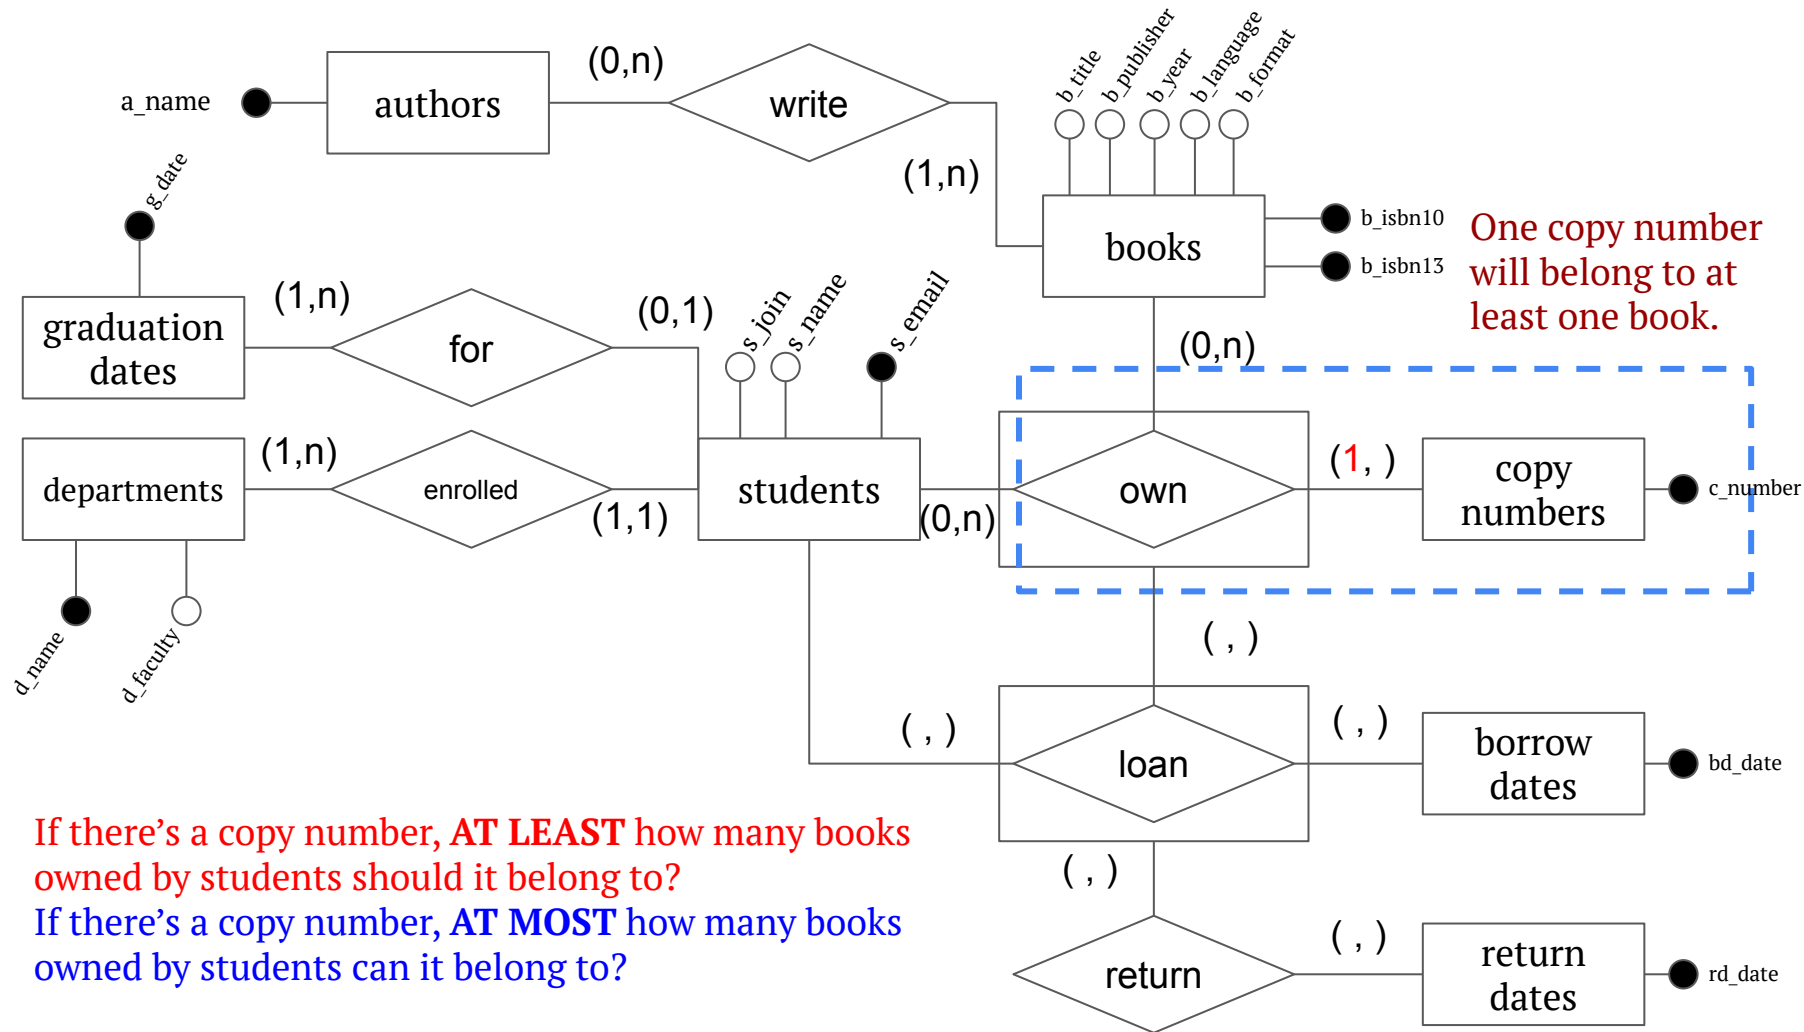 (0,n)
a_name
authors
write
b_title
b_publisher
b_year
b_language
b_format
(1,n)
g_date
books
b_isbn10
b_isbn13
One copy number
will belong to at
least one book.
graduation
dates
(1,n)
for
(0,1)
s_join
s_name
s_email
(0,n)
departments
(1,n)
enrolled
(1,1)
students
(0,n)
own
(1, )
copy
numbers
c_number
d_name
d_faculty
( , )
( , )
loan
( , )
borrow
dates
bd_date
If there’s a copy number, AT LEAST how many books
owned by students should it belong to?
If there’s a copy number, AT MOST how many books
owned by students can it belong to?
( , )
return
( , )
return
dates
rd_date